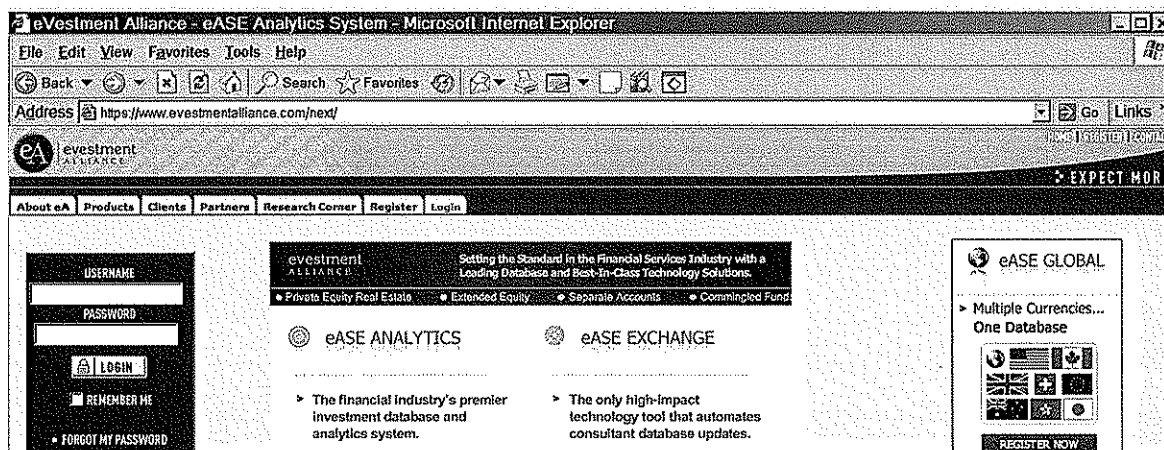 eVestment Alliance - eASE Analytics System - Microsoft Internet Explorer
File Edit View Favorites Tools Help
Back Search Favorites
Address https://www.evestmentalliance.com/next/ Go Links
eA evestment ALLIANCE
HOME | REGISTER |
EXPECT MOR
About eA Products Clients Partners Research Corner Register Login
USERNAME
PASSWORD
LOGIN
REMEMBER ME
• FORGOT MY PASSWORD
evestment ALLIANCE
Setting the Standard in the Financial Services Industry with a
Leading Database and Best-In-Class Technology Solutions.
• Private Equity Real Estate • Extended Equity • Separate Accounts • Commingled Funds
eASE ANALYTICS
> The financial industry's premier
investment database and
analytics system.
eASE EXCHANGE
> The only high-impact
technology tool that automates
consultant database updates.
eASE GLOBAL
> Multiple Currencies...
One Database
REGISTER NOW